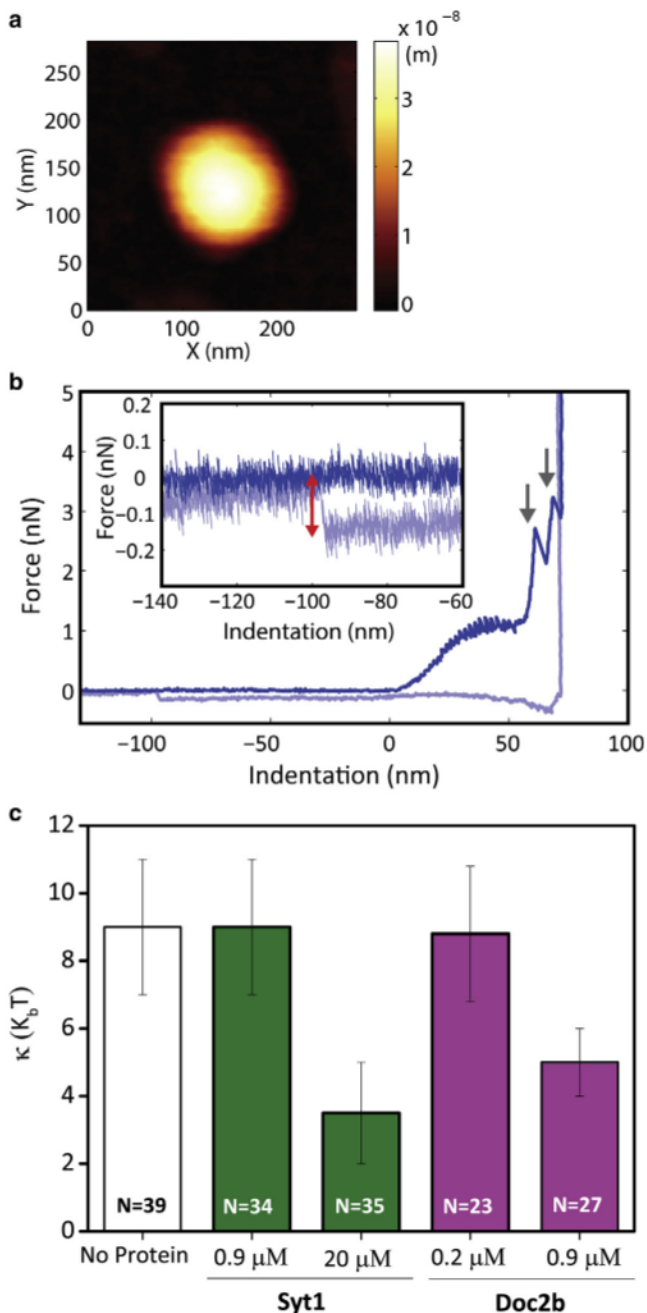 a
x 10 −8
(m)
Y (nm)
250
200
150
100
50
0
0
100
200
X (nm)
3
2
1
0
b
Force (nN)
5
4
3
2
1
0
−100
−50
0
50
100
Indentation (nm)
Force (nN)
0.2
0.1
0
−0.1
−0.2
−140
−120
−100
−80
−60
Indentation (nm)
c
κ (KbT)
12
10
8
6
4
2
0
N=39
N=34
N=35
N=23
N=27
No Protein
0.9 μM
20 μM
0.2 μM
0.9 μM
Syt1
Doc2b